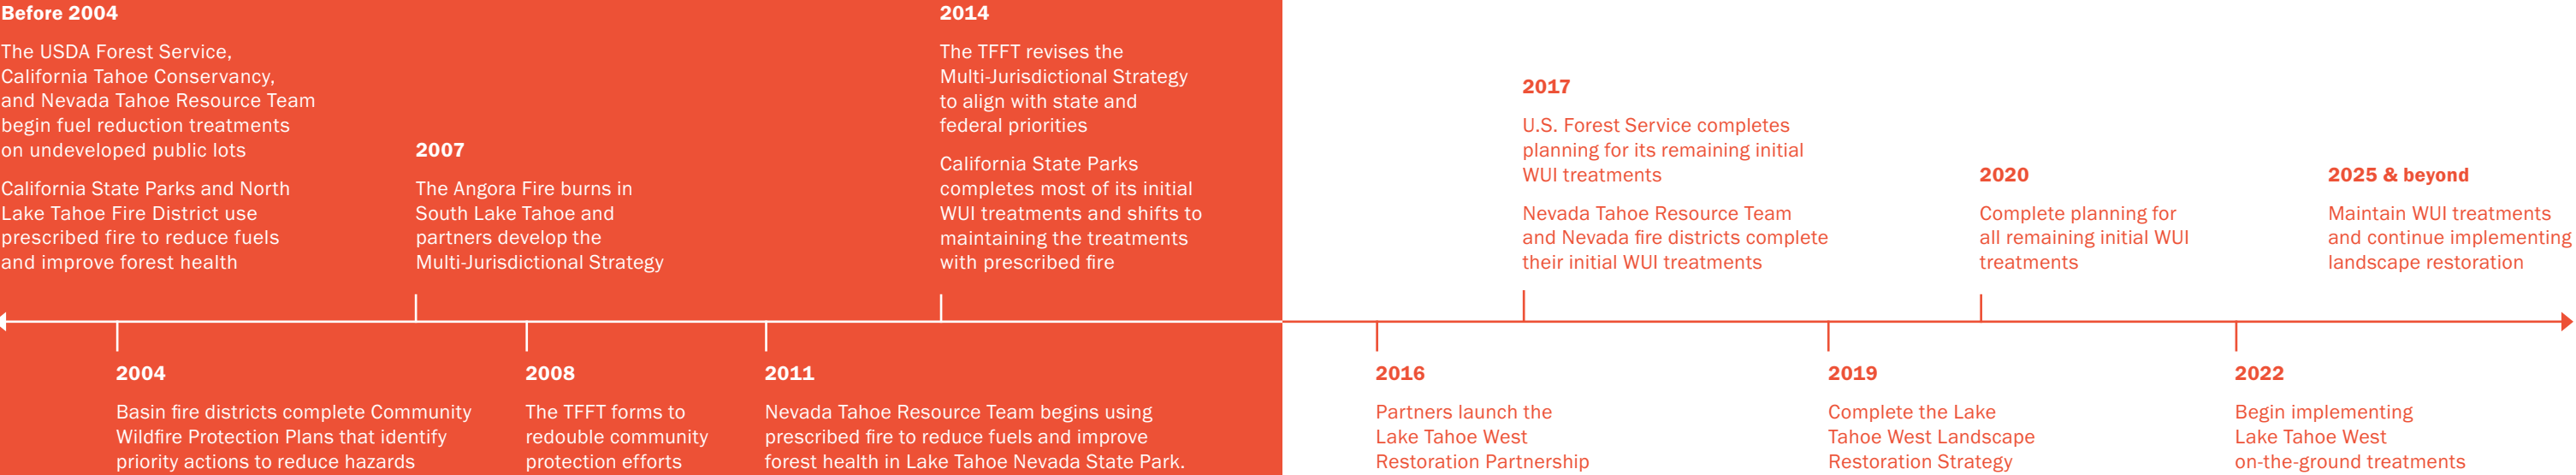 Before 2004
The USDA Forest Service,
California Tahoe Conservancy,
and Nevada Tahoe Resource Team
begin fuel reduction treatments
on undeveloped public lots
California State Parks and North
Lake Tahoe Fire District use
prescribed fire to reduce fuels
and improve forest health
2004
Basin fire districts complete Community
Wildfire Protection Plans that identify
priority actions to reduce hazards
2007
The Angora Fire burns in
South Lake Tahoe and
partners develop the
Multi-Jurisdictional Strategy
2008
The TFFT forms to
redouble community
protection efforts
2011
Nevada Tahoe Resource Team begins using
prescribed fire to reduce fuels and improve
forest health in Lake Tahoe Nevada State Park.
2014
The TFFT revises the
Multi-Jurisdictional Strategy
to align with state and
federal priorities
California State Parks
completes most of its initial
WUI treatments and shifts to
maintaining the treatments
with prescribed fire
2016
Partners launch the
Lake Tahoe West
Restoration Partnership
2017
U.S. Forest Service completes
planning for its remaining initial
WUI treatments
Nevada Tahoe Resource Team
and Nevada fire districts complete
their initial WUI treatments
2019
Complete the Lake
Tahoe West Landscape
Restoration Strategy
2020
Complete planning for
all remaining initial WUI
treatments
2022
Begin implementing
Lake Tahoe West
on-the-ground treatments
2025 & beyond
Maintain WUI treatments
and continue implementing
landscape restoration